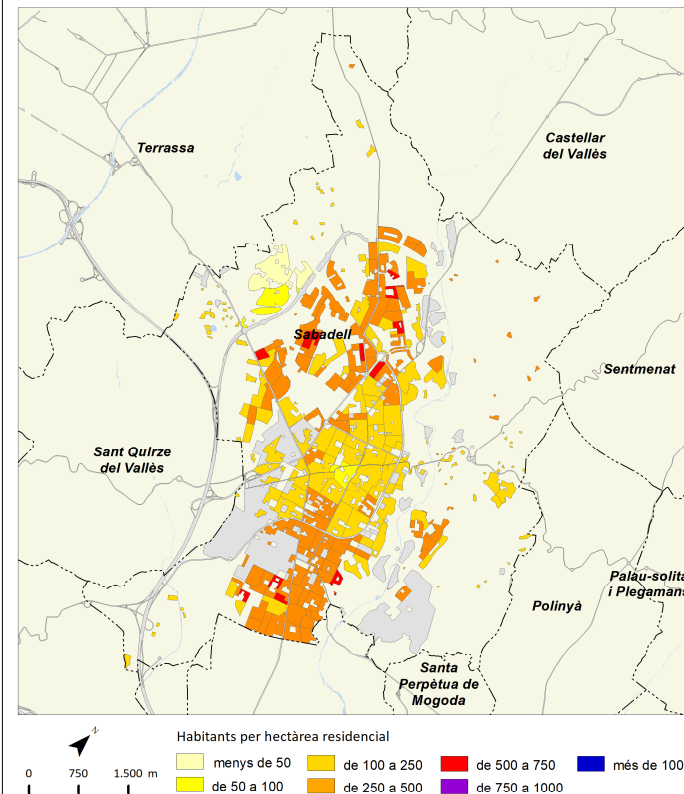 Terrassa
Castellar
del Vallès
Sabadell
Sentmenat
Sant Quirze
del Vallès
Palau-solita
i Plegamans
Polinyà
Santa
Perpètua de
Mogoda
N
Habitants per hectàrea residencial
menys de 50
de 100 a 250
de 500 a 750
més de 100
de 50 a 100
de 250 a 500
de 750 a 1000
0 750 1.500 m